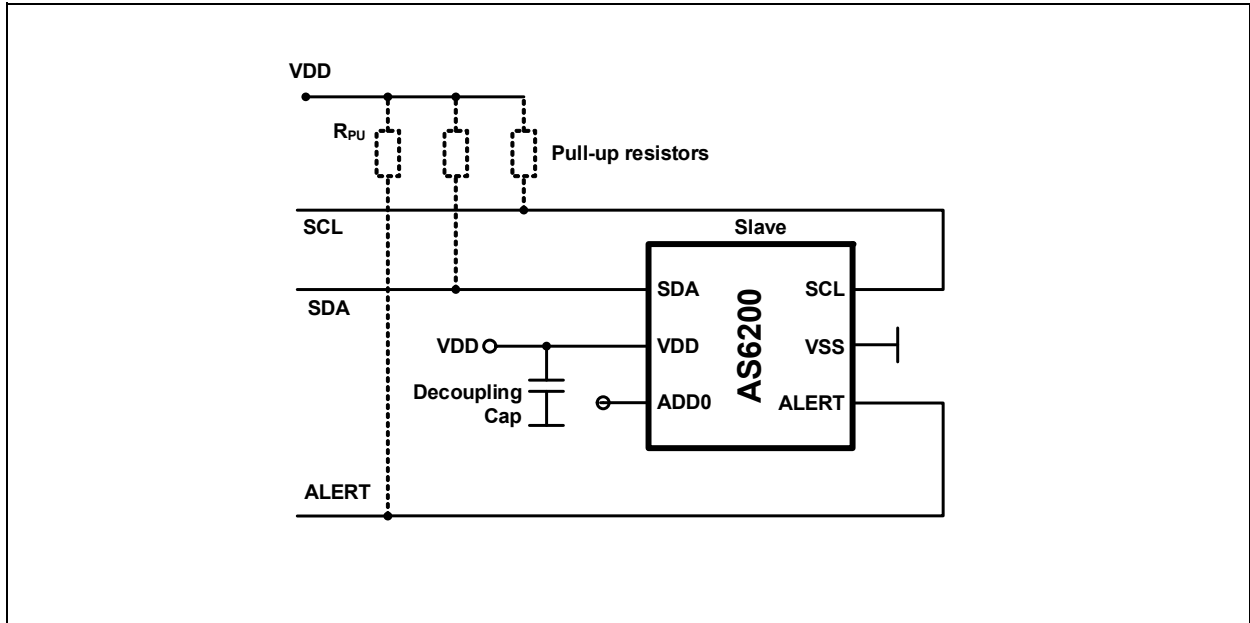 VDD
RPU
Pull-up resistors
SCL
Slave
SDA
SDA
SCL
VDD
VDD
VSS
AS6200
Decoupling
Cap
ADD0
ALERT
ALERT